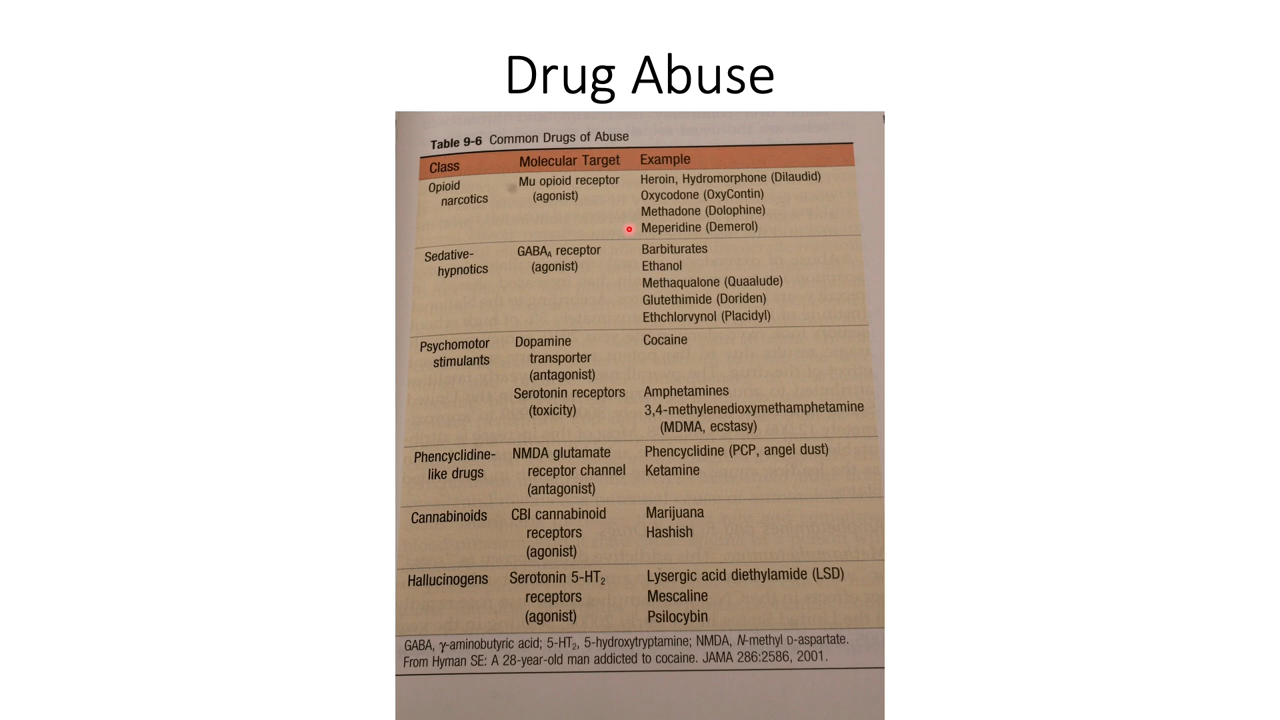 Drug Abuse
Table 9-6 Common Drugs of Abuse
Class Molecular Target Example
Opioid narcotics Mu opioid receptor (agonist) Heroin, Hydromorphone (Dilaudid)
Oxycodone (OxyContin)
Methadone (Dolophine)
Meperidine (Demerol)
Sedative-hypnotics GABAA receptor (agonist) Barbiturates
Ethanol
Methaqualone (Quaalude)
Glutethimide (Doriden)
Ethchlorvynol (Placidyl)
Psychomotor stimulants Dopamine transporter (antagonist) Cocaine
Serotonin receptors (toxicity) Amphetamines
3,4-methylenedioxymethamphetamine
(MDMA, ecstasy)
Phencyclidine-like drugs NMDA glutamate receptor channel (antagonist) Phencyclidine (PCP, angel dust)
Ketamine
Cannabinoids CBI cannabinoid receptors (agonist) Marijuana
Hashish
Hallucinogens Serotonin 5-HT2 receptors (agonist) Lysergic acid diethylamide (LSD)
Mescaline
Psilocybin
GABA, γ-aminobutyric acid; 5-HT2, 5-hydroxytryptamine; NMDA, N-methyl D-aspartate.
From Hyman SE: A 28-year-old man addicted to cocaine. JAMA 286:2586, 2001.